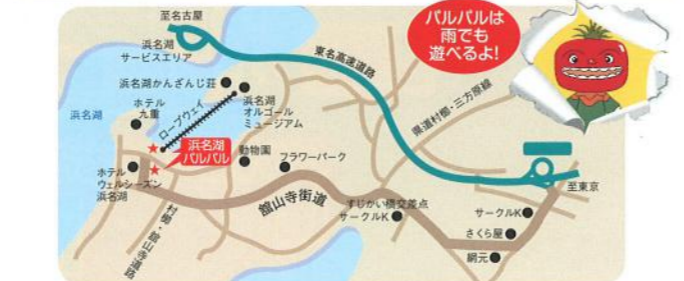 至名古屋
浜名湖
サービスエリア
東名高速道路
パルパルは
雨でも
遊べるよ!
浜名湖かんざんじ荘
ホテル
九重
浜名湖
ロープウェイ
浜名湖
オルゴール
ミュージアム
県道村櫛・三方原線
浜名湖
パルパル
動物園
フラワーパーク
ホテル
ウェルシーズン
浜名湖
村櫛・舘山寺道路
舘山寺街道
すじかい橋交差点
サークルK
至東京
サークルK
さくら屋
網元